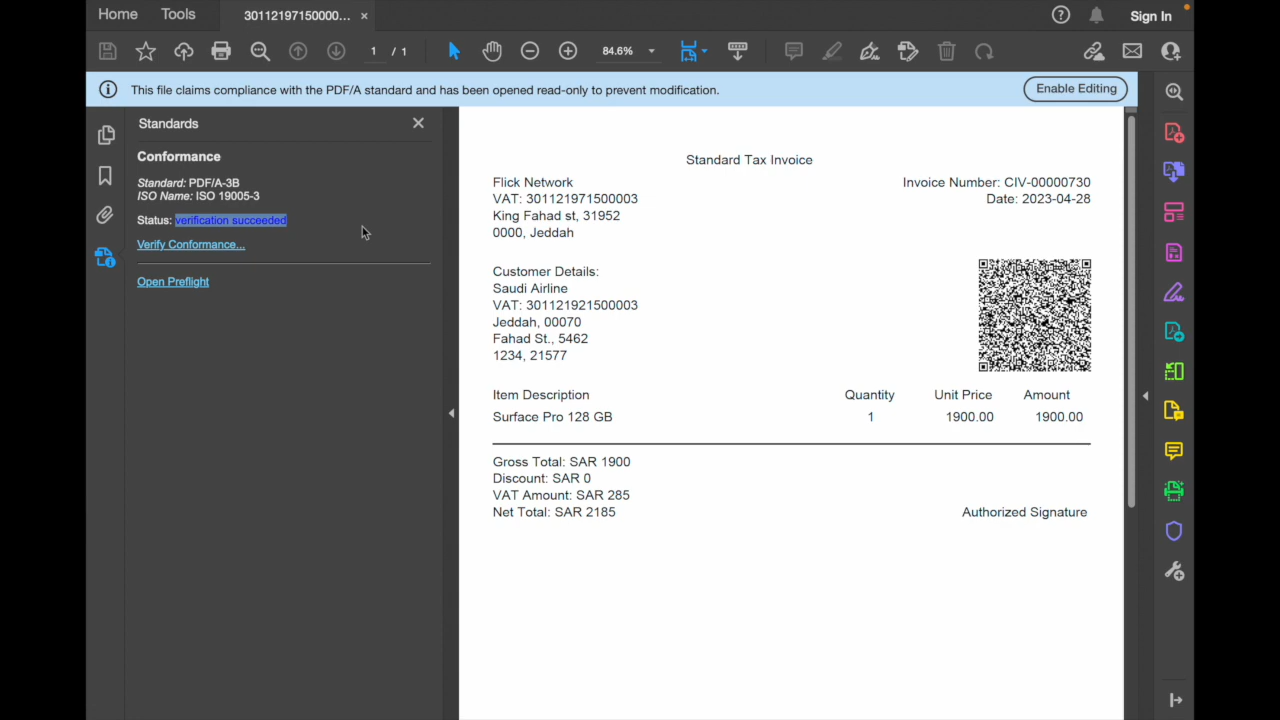 Home
Tools
30112197150000... ×
Sign In
1 / 1
84.6%
This file claims compliance with the PDF/A standard and has been opened read-only to prevent modification.
Enable Editing
Standards
Conformance
Standard: PDF/A-3B
ISO Name: ISO 19005-3
Status: verification succeeded
Verify Conformance...
Open Preflight
Standard Tax Invoice
Flick Network
VAT: 301121971500003
King Fahad st, 31952
0000, Jeddah
Invoice Number: CIV-00000730
Date: 2023-04-28
Customer Details:
Saudi Airline
VAT: 301121921500003
Jeddah, 00070
Fahad St., 5462
1234, 21577
Item Description Quantity Unit Price Amount
Surface Pro 128 GB 1 1900.00 1900.00
Gross Total: SAR 1900
Discount: SAR 0
VAT Amount: SAR 285
Net Total: SAR 2185
Authorized Signature